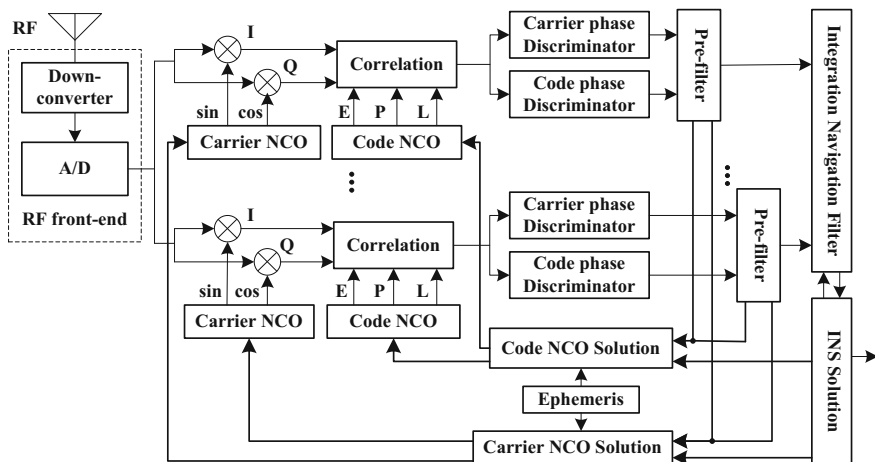 RF
Down-
converter
A/D
RF front-end
I
Q
sin
cos
Carrier NCO
Correlation
E
P
L
Code NCO
Carrier phase
Discriminator
Code phase
Discriminator
Pre-filter
Integration Navigation Filter
I
Q
sin
cos
Carrier NCO
Correlation
E
P
L
Code NCO
Carrier phase
Discriminator
Code phase
Discriminator
Pre-filter
Code NCO Solution
Ephemeris
Carrier NCO Solution
INS Solution